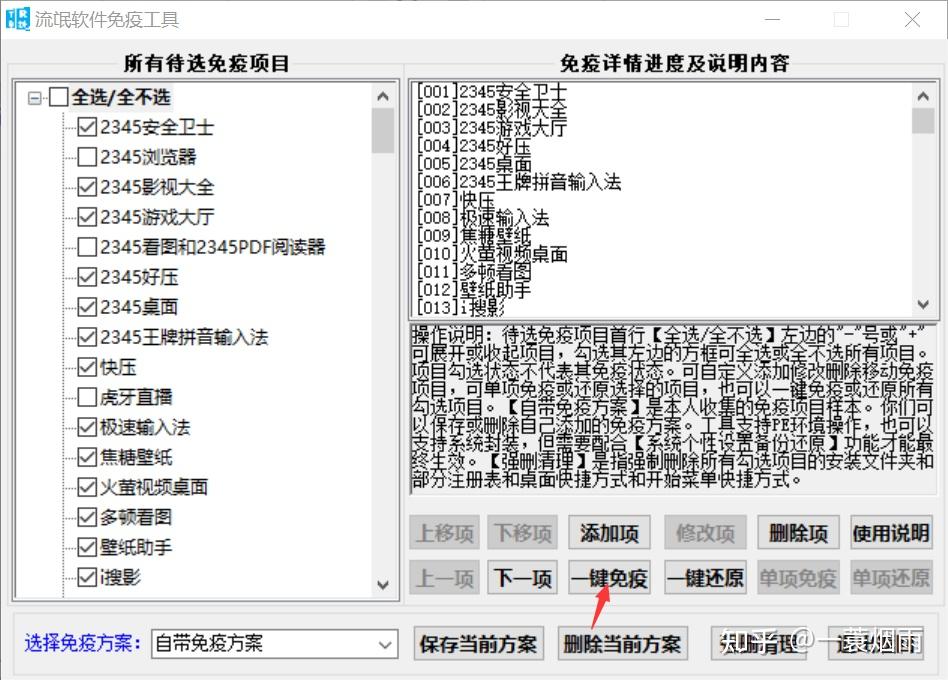 流氓软件免疫工具
所有待选免疫项目
全选/全不选
2345安全卫士
2345浏览器
2345影视大全
2345游戏大厅
2345看图和2345PDF阅读器
2345好压
2345桌面
2345王牌拼音输入法
快压
虎牙直播
极速输入法
焦糖壁纸
火萤视频桌面
多顿看图
壁纸助手
i搜影
免疫详情进度及说明内容
[001]2345安全卫士
[002]2345影视大全
[003]2345游戏大厅
[004]2345好压
[005]2345桌面
[006]2345王牌拼音输入法
[007]快压
[008]极速输入法
[009]焦糖壁纸
[010]火萤视频桌面
[011]多顿看图
[012]壁纸助手
[013]i搜影
操作说明：待选免疫项目首行【全选/全不选】左边的"-"号或"+"
可展开或收起项目，勾选其左边的方框可全选或全不选所有项目。
项目勾选状态不代表其免疫状态。可自定义添加修改删除移动免疫
项目，可单项免疫或还原选择的项目，也可以一键免疫或还原所有
勾选项目。【自带免疫方案】是本人收集的免疫项目样本。你们可
以保存或删除自己添加的免疫方案。工具支持PE环境操作，也可以
支持系统封装，但需要配合【系统个性设置备份还原】功能才能最
终生效。【强删清理】是指强制删除所有勾选项目的安装文件夹和
部分注册表和桌面快捷方式和开始菜单快捷方式。
上移项 下移项 添加项 修改项 删除项 使用说明
上一项 下一项 一键免疫 一键还原 单项免疫 单项还原
选择免疫方案： 自带免疫方案 保存当前方案 删除当前方案 强删清理
知乎 @一蓑烟雨